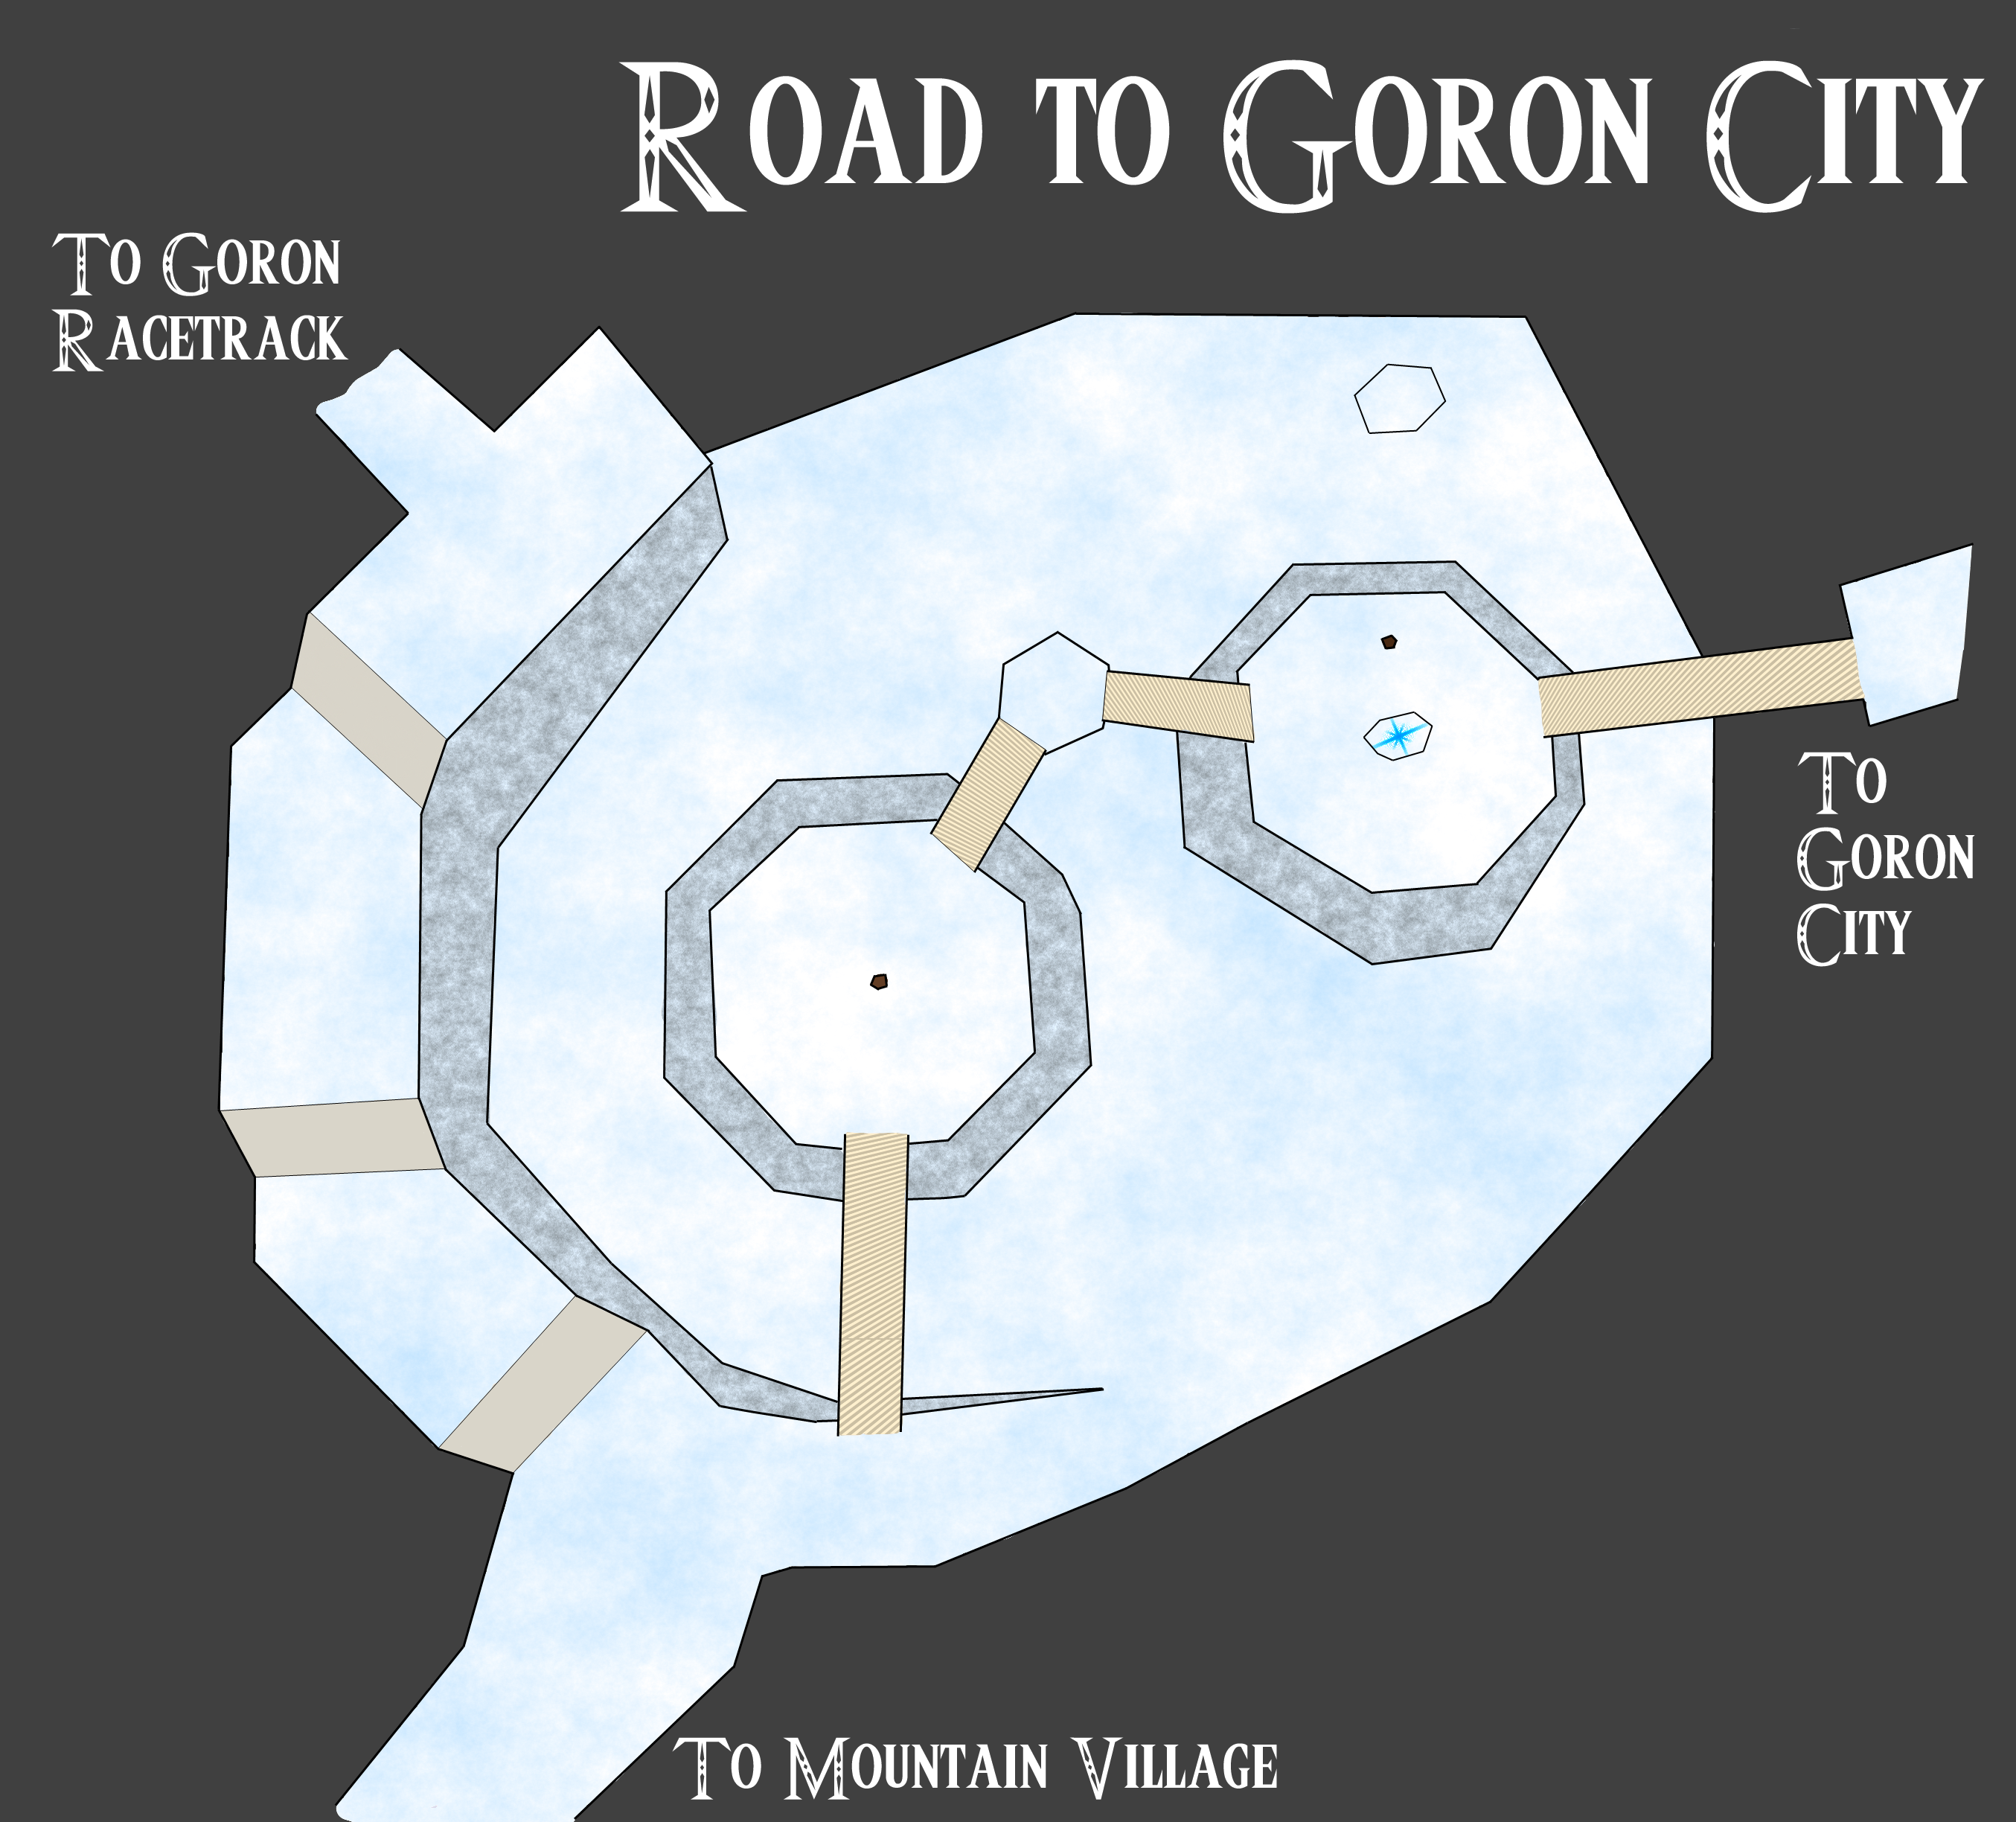 Road to Goron City
To Goron
Racetrack
To
Goron
City
To Mountain Village